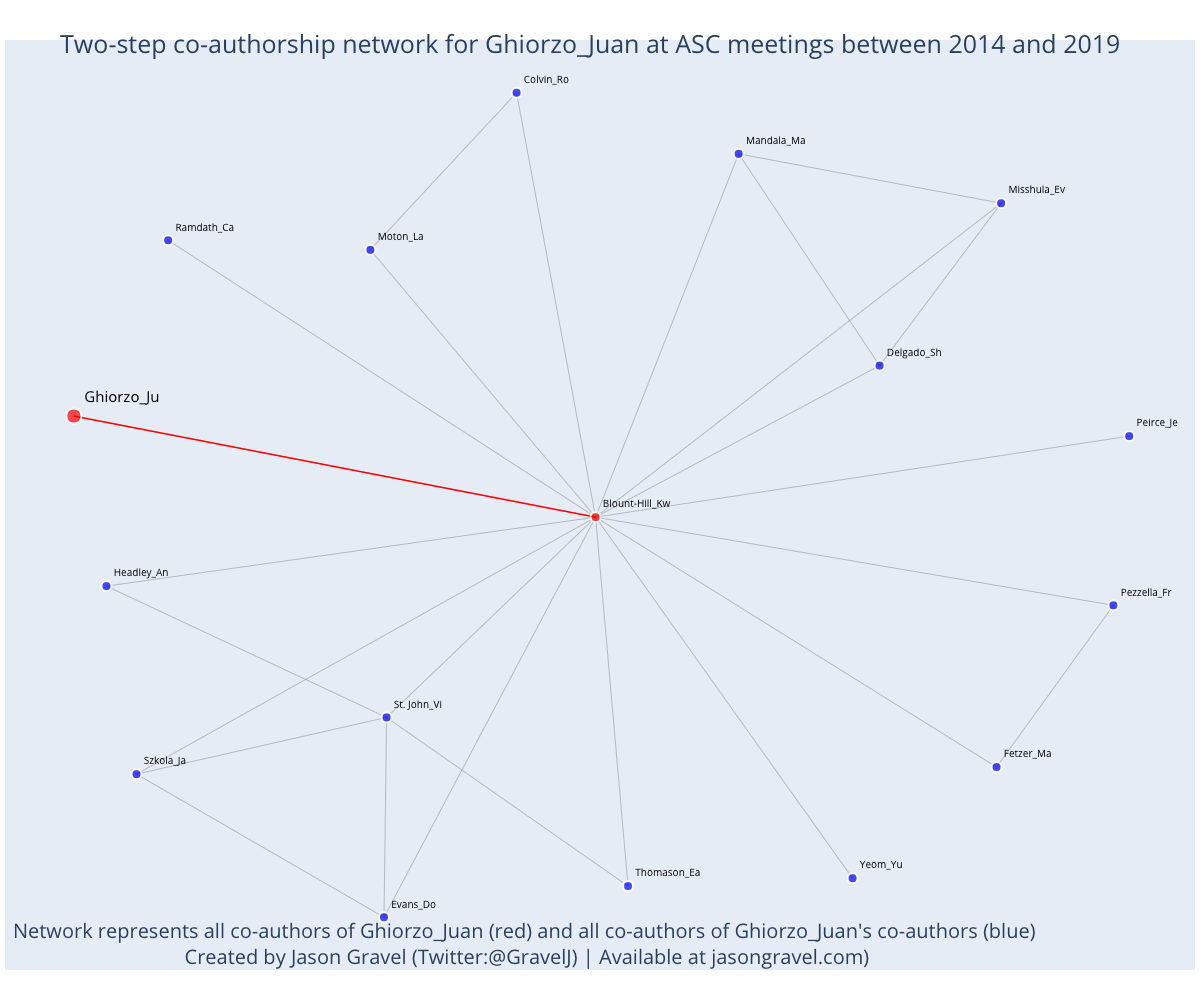 Two-step co-authorship network for Ghiorzo_Juan at ASC meetings between 2014 and 2019
Colvin_Ro
Mandala_Ma
Misshula_Ev
Ramdath_Ca
Moton_La
Delgado_Sh
Ghiorzo_Ju
Peirce_Je
Blount-Hill_Kw
Headley_An
Pezzella_Fr
St. John_Vi
Szkola_Ja
Fetzer_Ma
Thomason_Ea
Yeom_Yu
Evans_Do
Network represents all co-authors of Ghiorzo_Juan (red) and all co-authors of Ghiorzo_Juan's co-authors (blue)
Created by Jason Gravel (Twitter:@GravelJ) | Available at jasongravel.com)